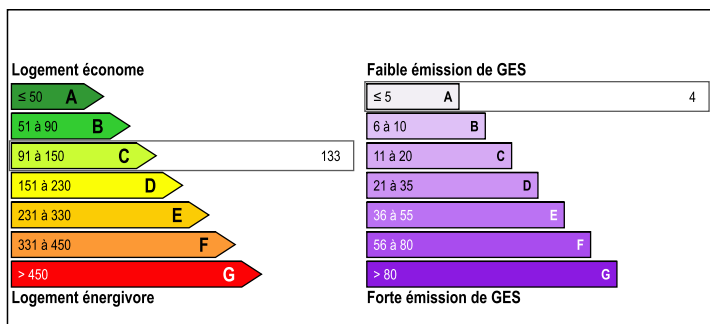 Logement économe
≤ 50 A
51 à 90 B
91 à 150 C 133
151 à 230 D
231 à 330 E
331 à 450 F
> 450 G
Logement énergivore
Faible émission de GES
≤ 5 A 4
6 à 10 B
11 à 20 C
21 à 35 D
36 à 55 E
56 à 80 F
> 80 G
Forte émission de GES